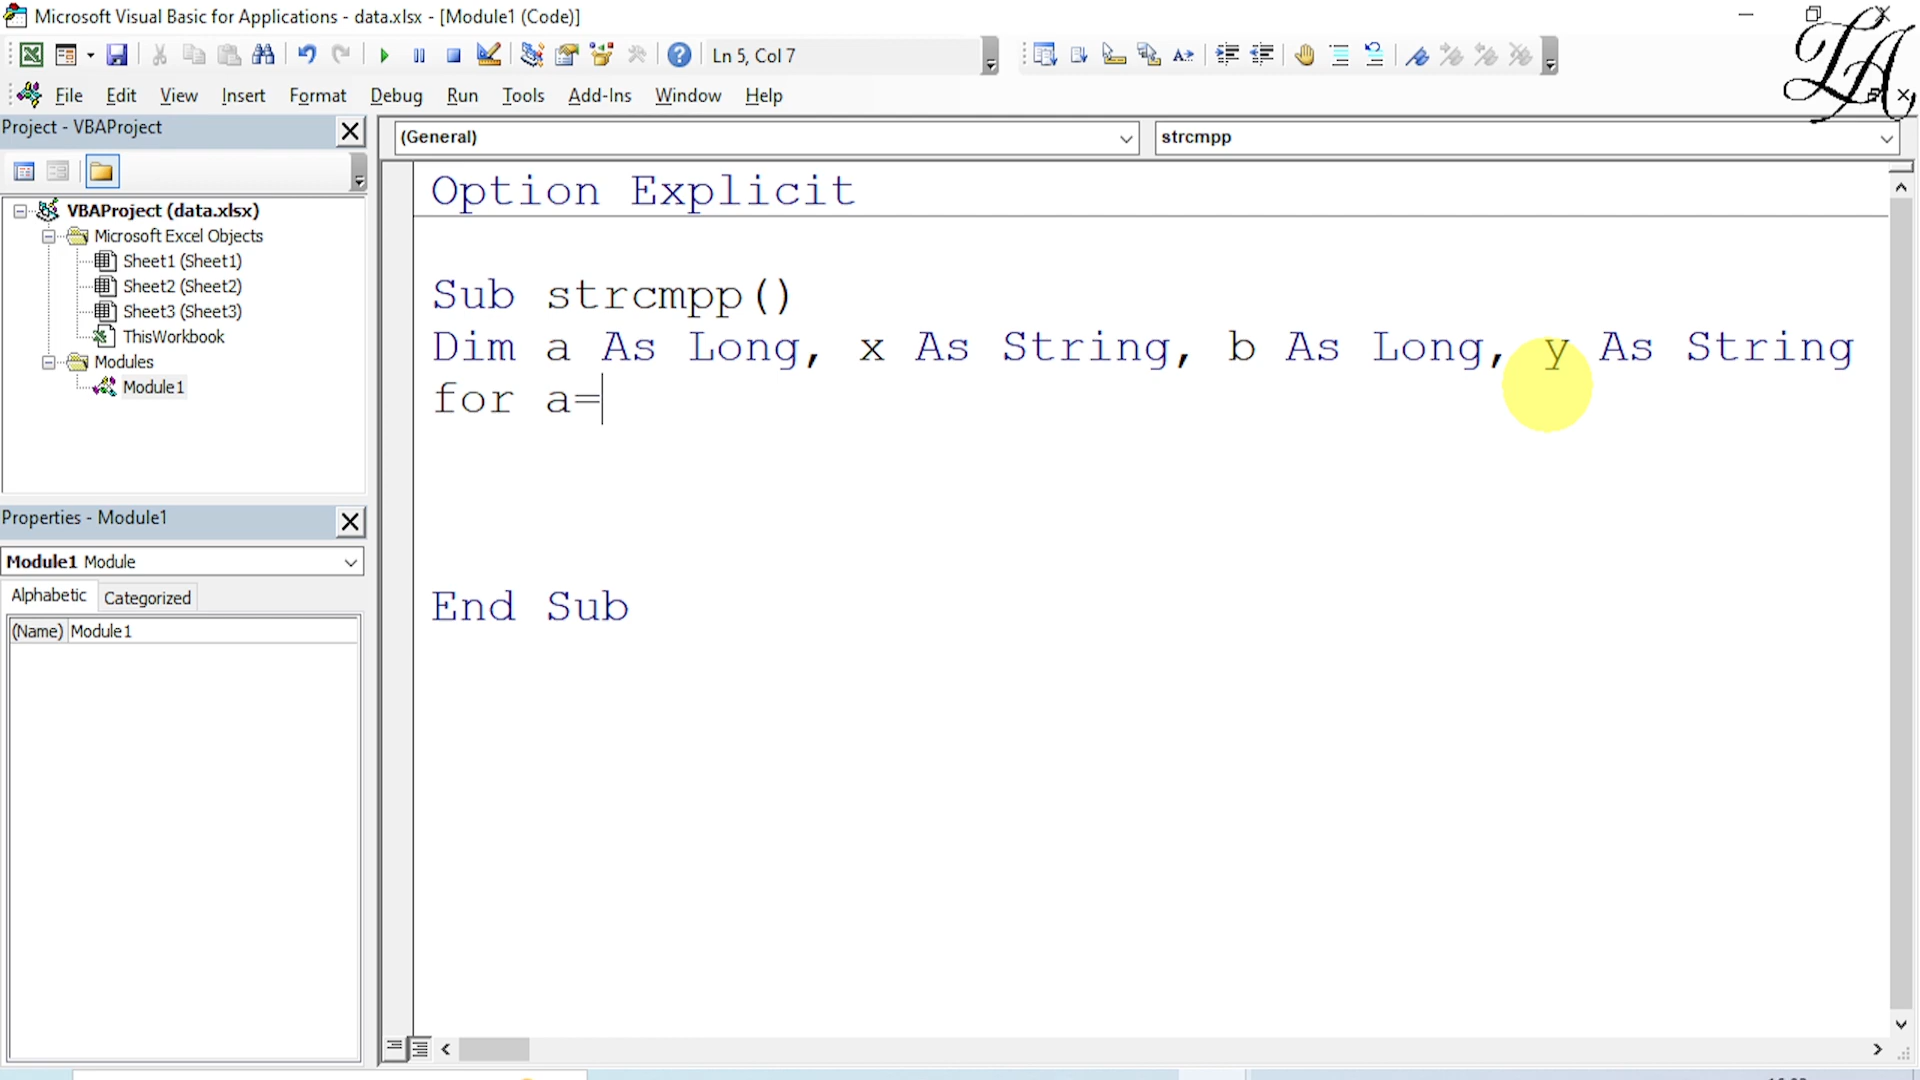 Microsoft Visual Basic for Applications - data.xlsx - [Module1 (Code)]
Ln 5, Col 7
File Edit View Insert Format Debug Run Tools Add-Ins Window Help
LA
Project - VBAProject
(General)
strcmpp
VBAProject (data.xlsx)
Microsoft Excel Objects
Sheet1 (Sheet1)
Sheet2 (Sheet2)
Sheet3 (Sheet3)
ThisWorkbook
Modules
Module1
Properties - Module1
Module1 Module
Alphabetic Categorized
(Name) Module1
Option Explicit
Sub strcmpp()
Dim a As Long, x As String, b As Long, y As String
for a=
End Sub